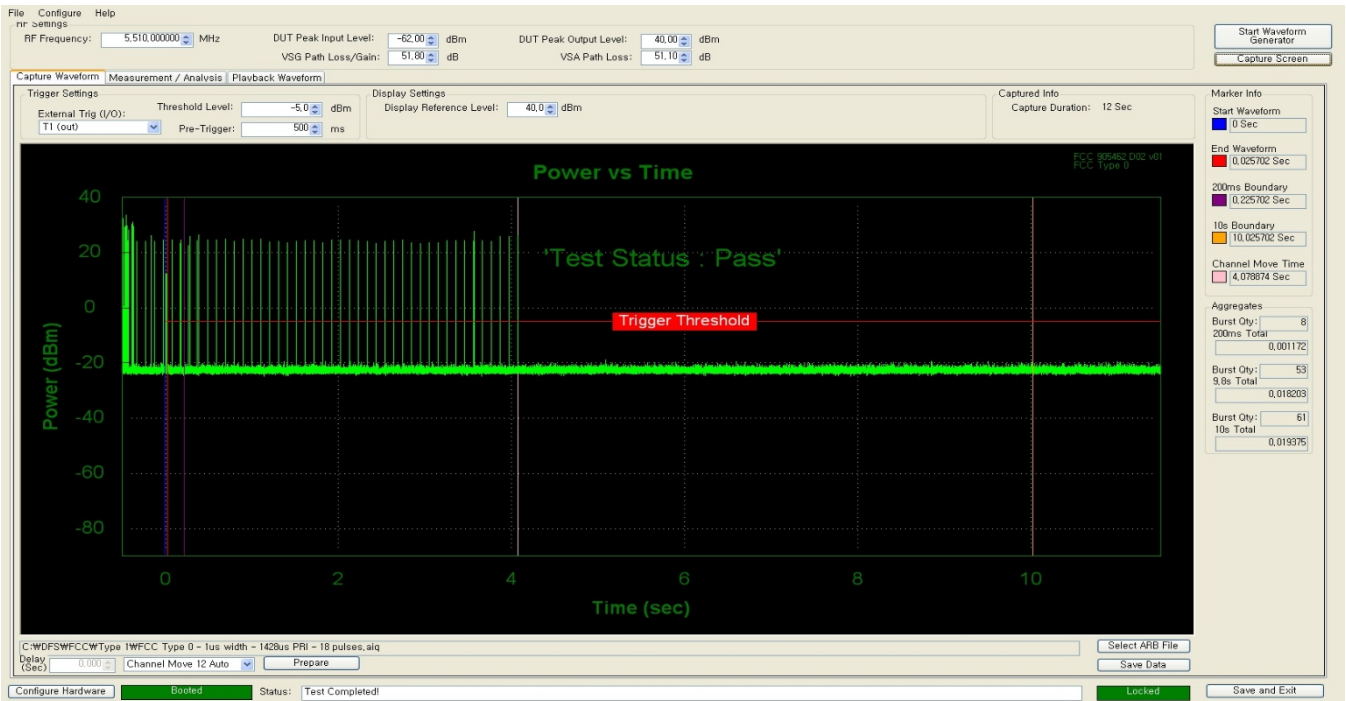 File Configure Help
RF Settings
RF Frequency: 5,510,000000 MHz DUT Peak Input Level: -62,00 dBm DUT Peak Output Level: 40,00 dBm
VSG Path Loss/Gain: 51,80 dB VSA Path Loss: 51,10 dB
Start Waveform
Generator
Capture Screen
Capture Waveform Measurement / Analysis Playback Waveform
Trigger Settings
External Trig (I/O):
T1 (out)
Threshold Level: -5,0 dBm
Pre-Trigger: 500 ms
Display Settings
Display Reference Level: 40,0 dBm
Captured Info
Capture Duration: 12 Sec
Marker Info
Start Waveform
0 Sec
End Waveform
0,025702 Sec
200ms Boundary
0,225702 Sec
10s Boundary
10,025702 Sec
Channel Move Time
4,078874 Sec
Aggregates
Burst Qty: 8
200ms Total
0,001172
Burst Qty: 53
9,8s Total
0,018203
Burst Qty: 61
10s Total
0,019375
FCC 905462 D02 v01
FCC Type 0
Power vs Time
'Test Status : Pass'
Trigger Threshold
Power (dBm)
40
20
0
-20
-40
-60
-80
0 2 4 6 8 10
Time (sec)
C:₩DFS₩FCC₩Type 1₩FCC Type 0 - 1us width - 1428us PRI - 18 pulses,aiq
Select ARB File
Delay
(Sec) 0,000 Channel Move 12 Auto Prepare
Save Data
Configure Hardware Booted Status: Test Completed! Locked Save and Exit